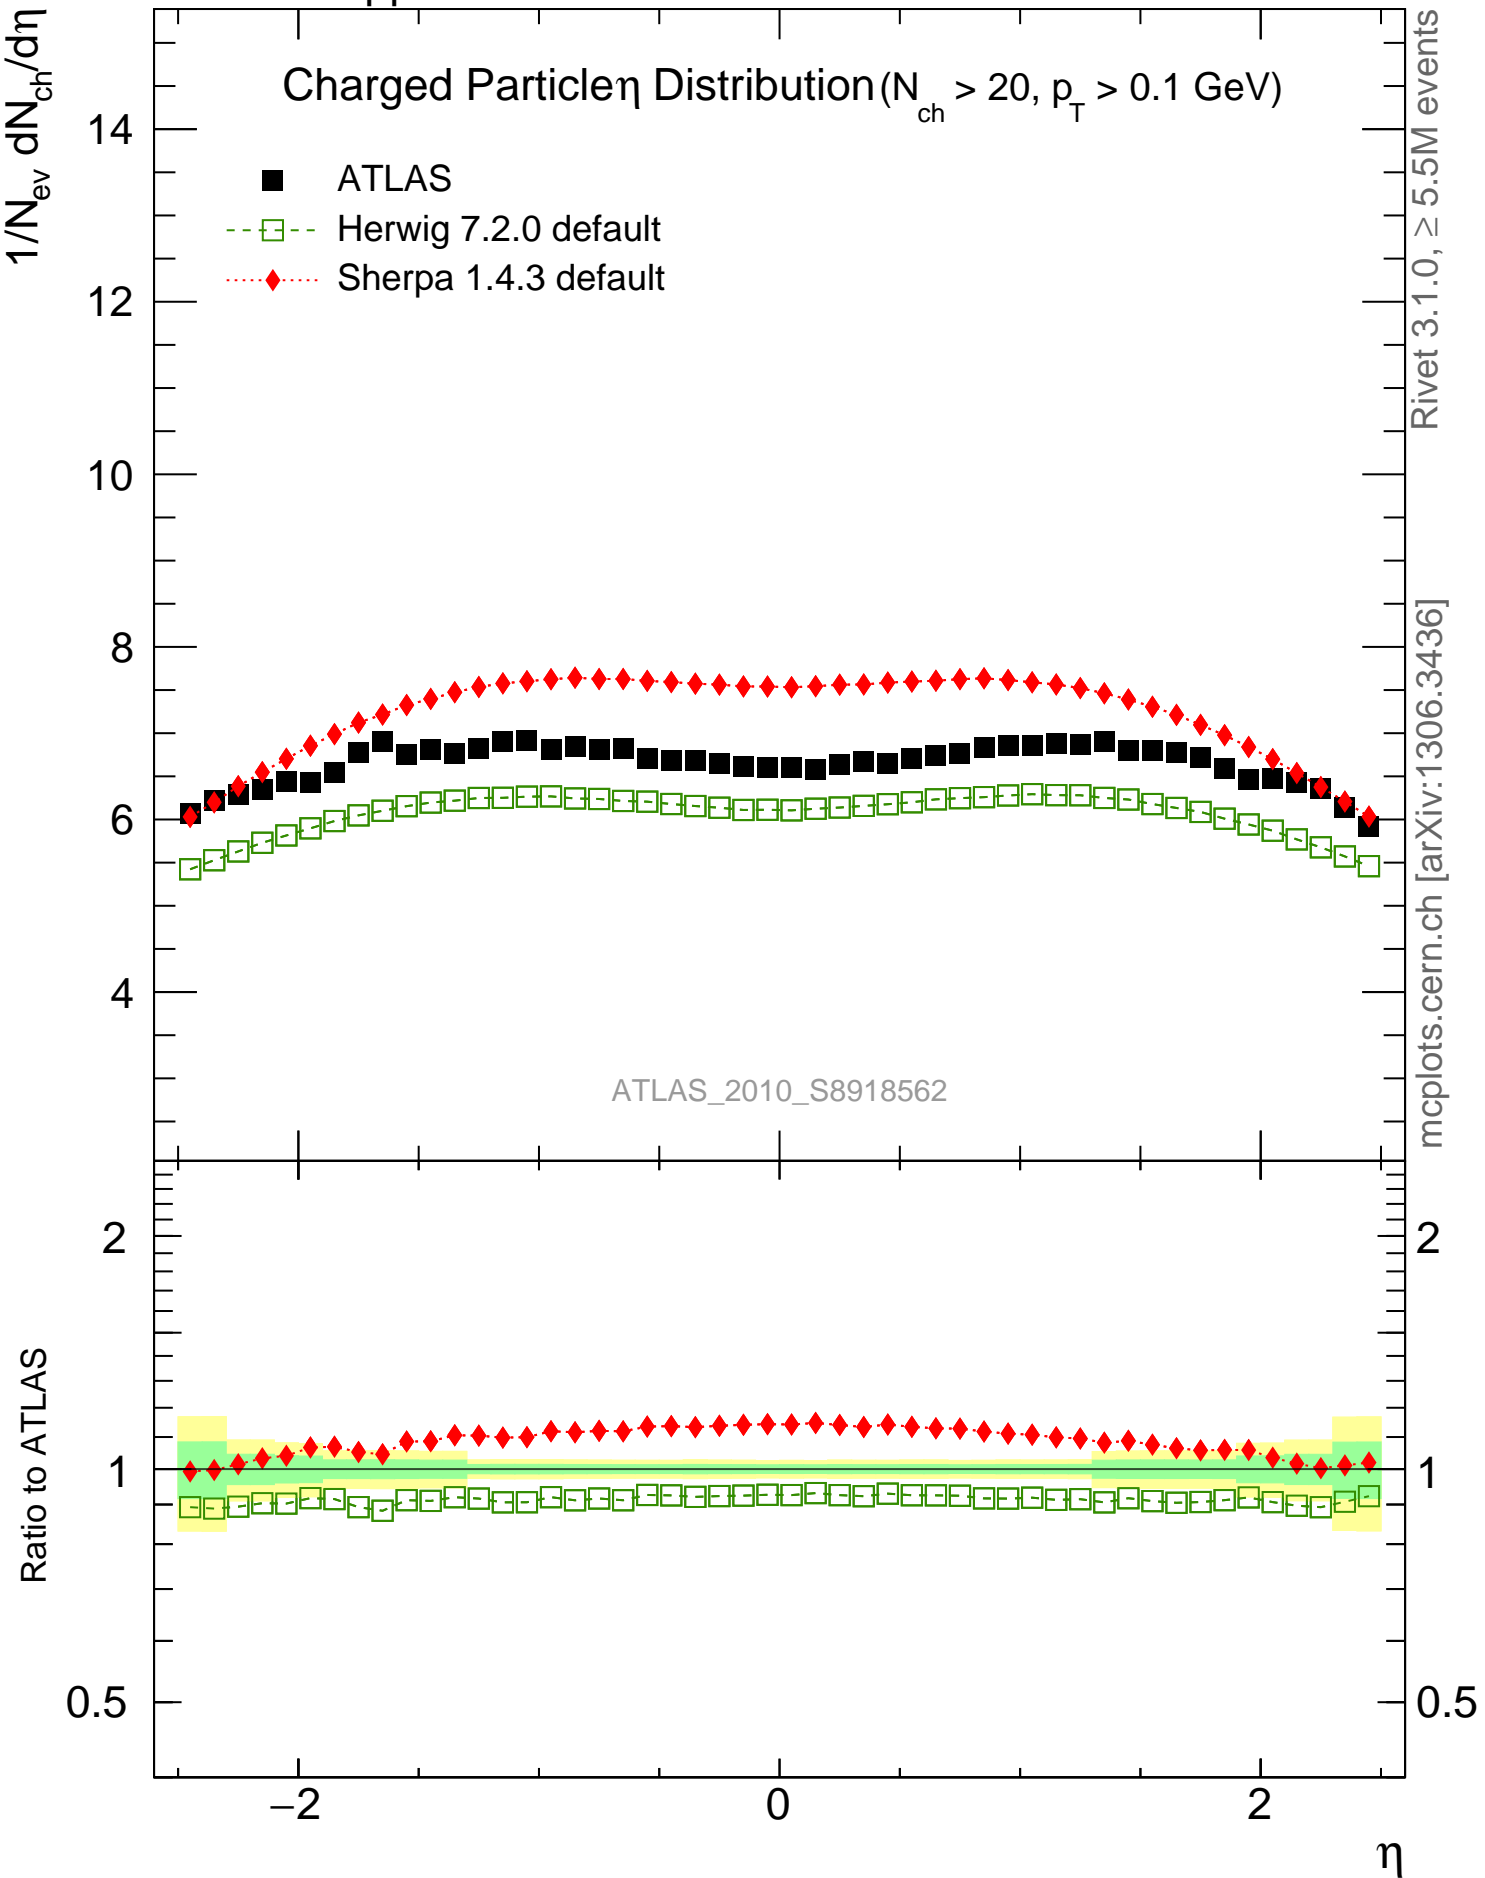 pp
1/N_ev dN_ch/dη
Charged Particleη Distribution (N_ch > 20, p_T > 0.1 GeV)
ATLAS
Herwig 7.2.0 default
Sherpa 1.4.3 default
14
12
10
8
6
4
ATLAS_2010_S8918562
Rivet 3.1.0, ≥ 5.5M events
mcplots.cern.ch [arXiv:1306.3436]
Ratio to ATLAS
2
1
0.5
2
1
0.5
−2
0
2
η